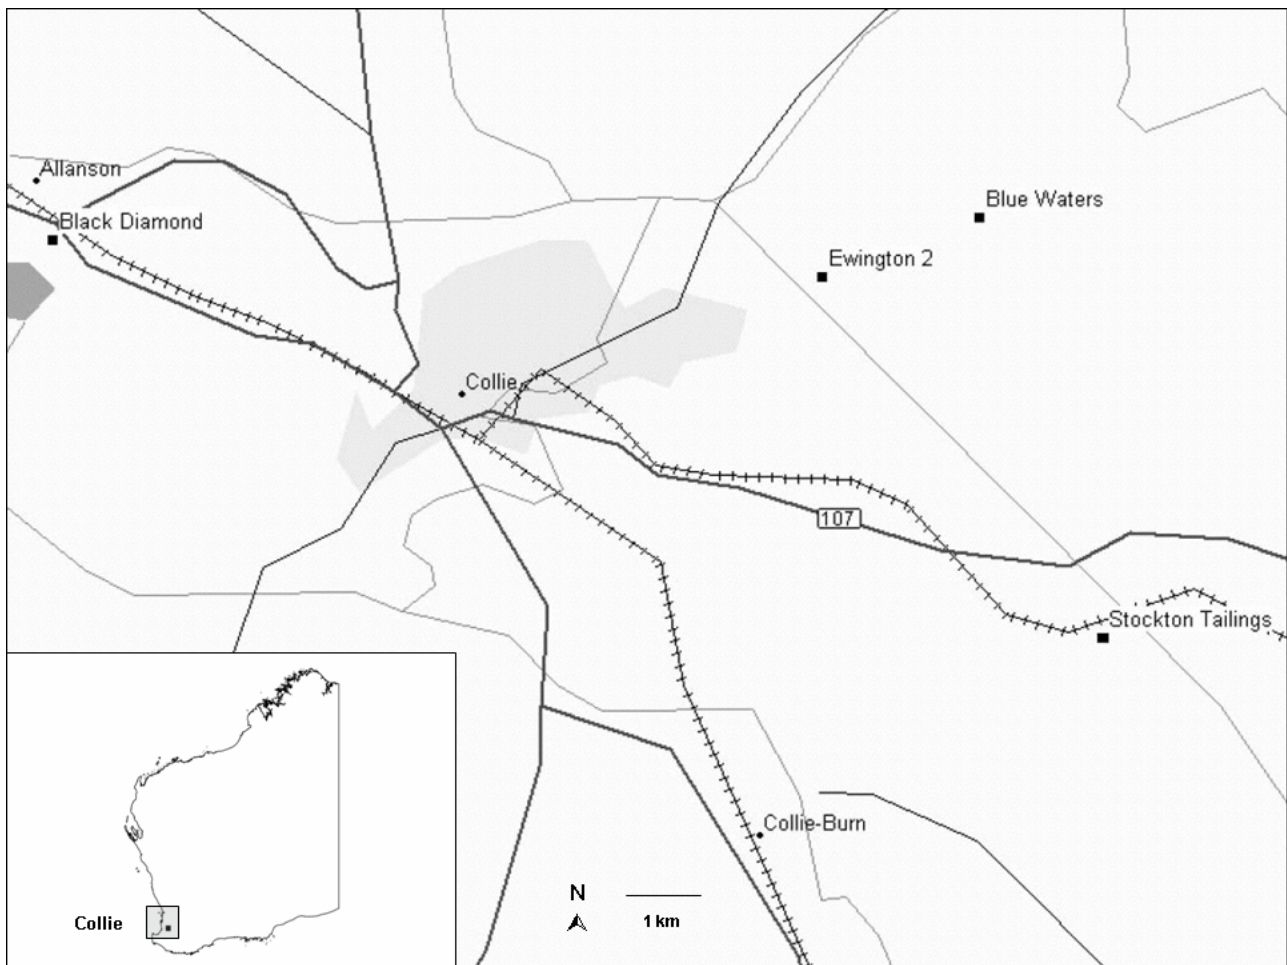 Allanson
Black Diamond
Blue Waters
Ewington 2
Collie
107
Stockton Tailings
Collie-Burn
N
1 km
Collie